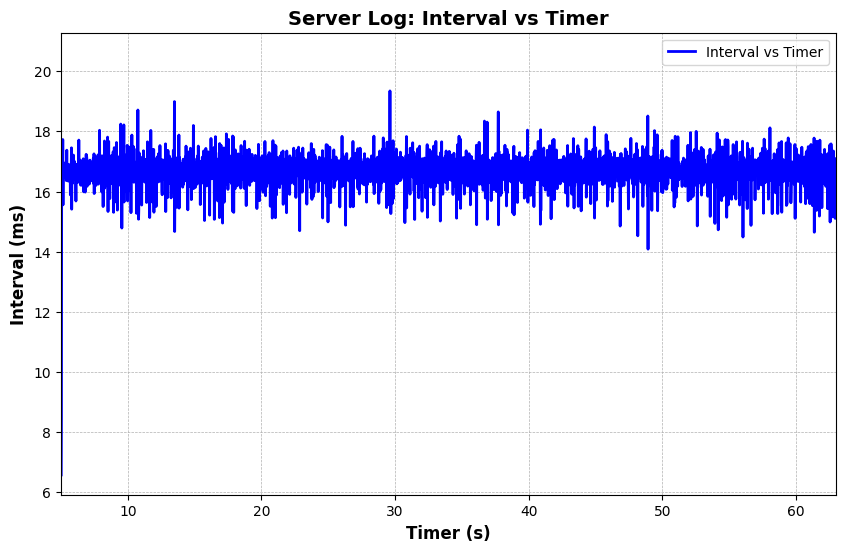 Server Log: Interval vs Timer
Interval vs Timer
20
18
16
14
12
10
8
6
Interval (ms)
10 20 30 40 50 60
Timer (s)